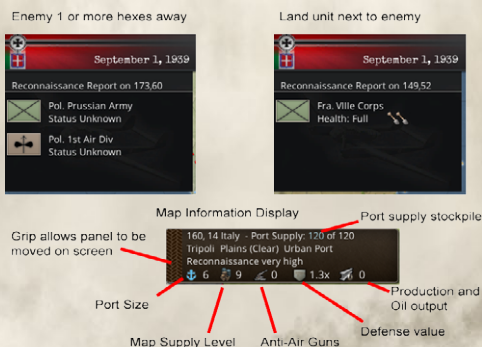 Enemy 1 or more hexes away
September 1, 1939
Reconnaissance Report on 173,60
Pol. Prussian Army
Status Unknown
Pol. 1st Air Div
Status Unknown
Land unit next to enemy
September 1, 1939
Reconnaissance Report on 149,52
Fra. VIIIe Corps
Health: Full
Map Information Display
Port supply stockpile
Grip allows panel to be
moved on screen
160, 14 Italy - Port Supply: 120 of 120
Tripoli Plains (Clear) Urban Port
Reconnaissance very high
6 9 0 1.3x 0
Port Size
Map Supply Level
Anti-Air Guns
Defense value
Production and
Oil output